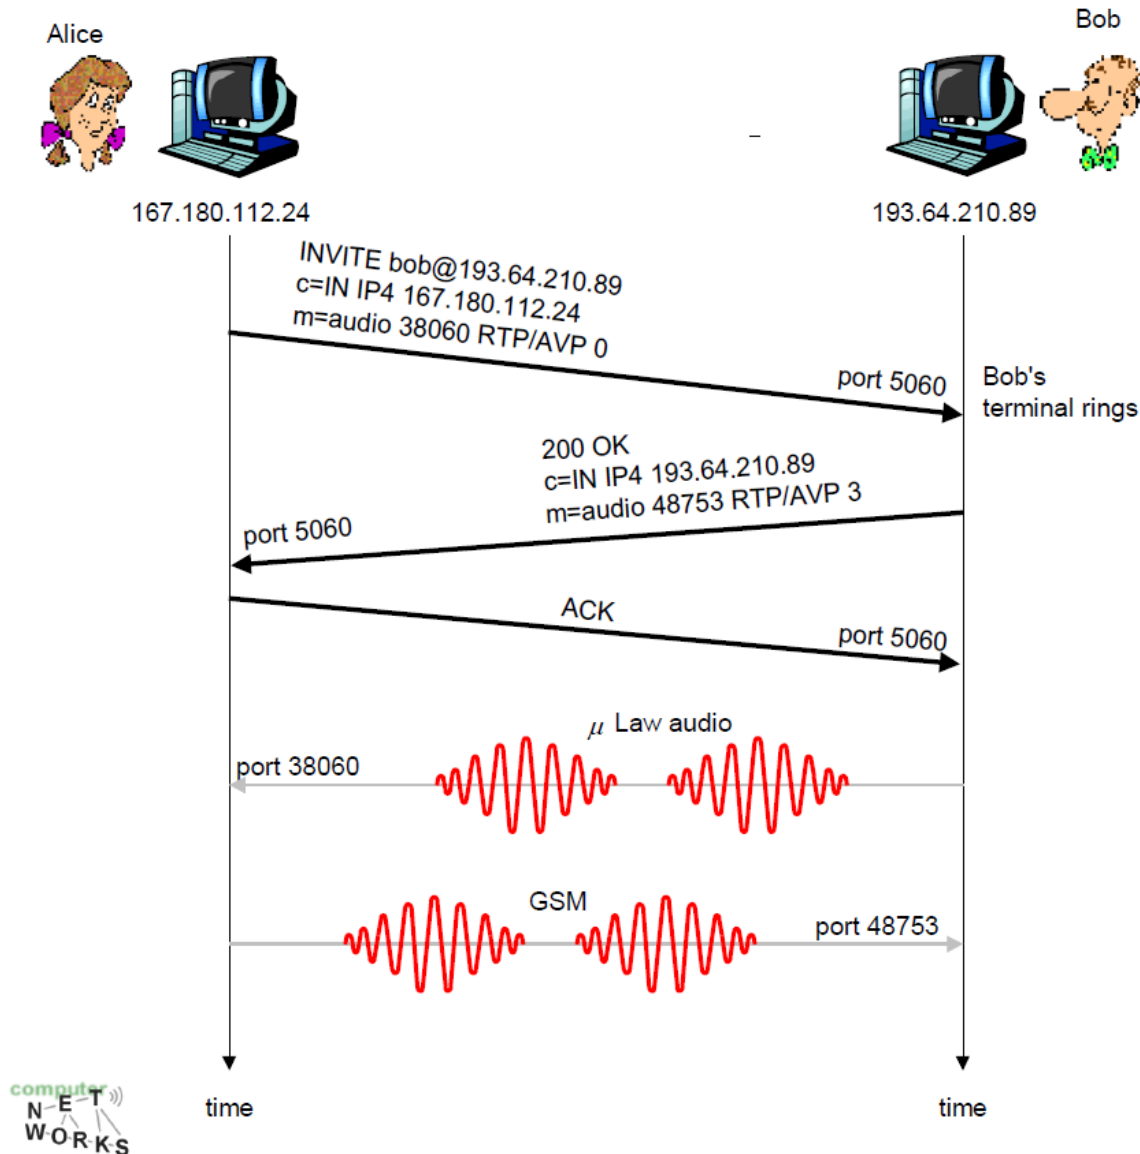 Alice
Bob
167.180.112.24
193.64.210.89
INVITE bob@193.64.210.89
c=IN IP4 167.180.112.24
m=audio 38060 RTP/AVP 0
port 5060
Bob's
terminal rings
200 OK
c=IN IP4 193.64.210.89
m=audio 48753 RTP/AVP 3
port 5060
ACK
port 5060
μ Law audio
port 38060
GSM
port 48753
time
time
computer
NET
WORKS